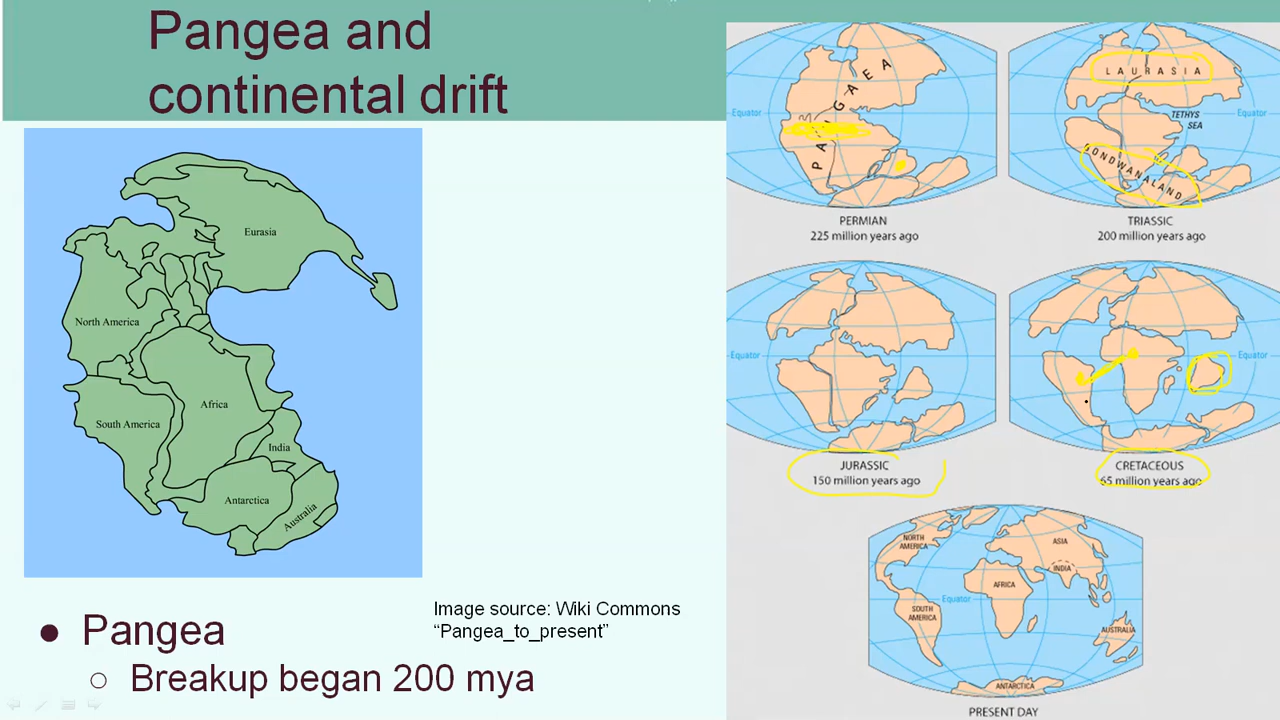 Pangea and
continental drift
Eurasia
North America
Africa
South America
India
Antarctica
Australia
Image source: Wiki Commons
“Pangea_to_present”
● Pangea
○ Breakup began 200 mya
PANGAEA
Equator
PERMIAN
225 million years ago
LAURASIA
TETHYS
SEA
GONDWANALAND
TRIASSIC
200 million years ago
Equator
JURASSIC
150 million years ago
Equator
CRETACEOUS
65 million years ago
NORTH
AMERICA
ASIA
INDIA
AFRICA
Equator
SOUTH
AMERICA
AUSTRALIA
ANTARCTICA
PRESENT DAY